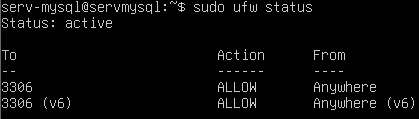 serv-mysql@servmysql:~$ sudo ufw status
Status: active
To Action From
-- ------ ----
3306 ALLOW Anywhere
3306 (v6) ALLOW Anywhere (v6)